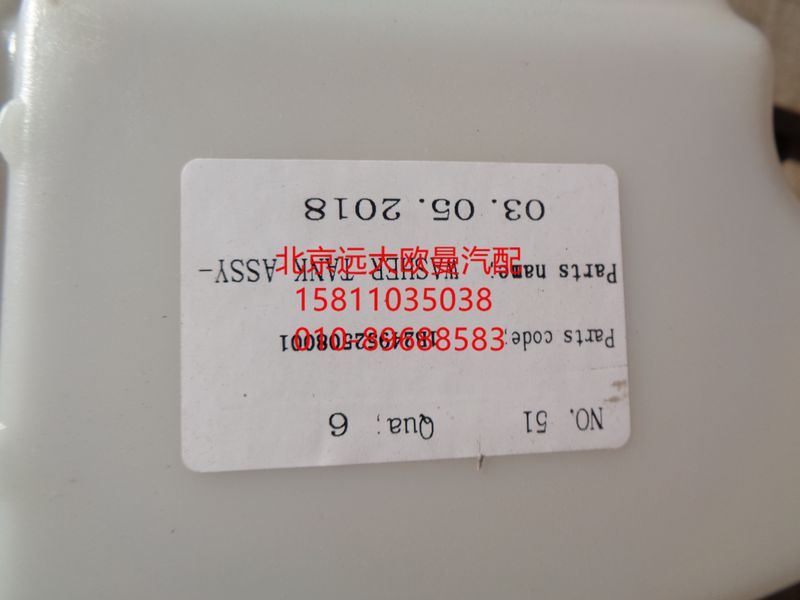 NO. 51 Qua; 6
Parts code; 1B24952508001
Parts name; WASHER TANK ASSY-
03.05.2018
北京远大欧曼汽配
15811035038
010-89688583